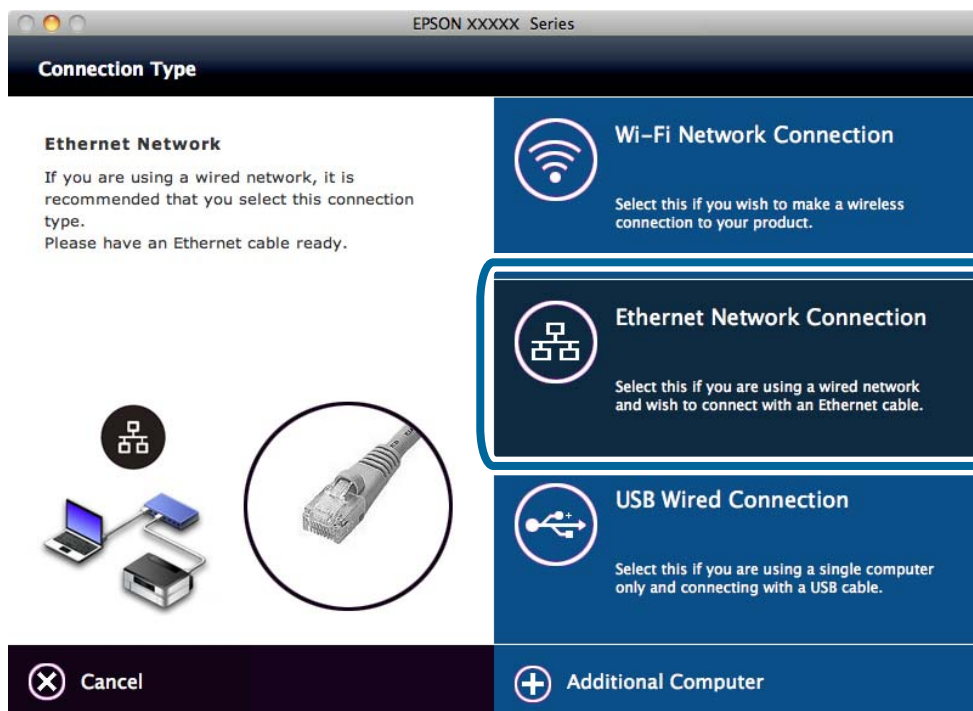 EPSON XXXXX Series
Connection Type
Ethernet Network
If you are using a wired network, it is
recommended that you select this connection
type.
Please have an Ethernet cable ready.
Wi-Fi Network Connection
Select this if you wish to make a wireless
connection to your product.
Ethernet Network Connection
Select this if you are using a wired network
and wish to connect with an Ethernet cable.
USB Wired Connection
Select this if you are using a single computer
only and connecting with a USB cable.
Cancel
Additional Computer